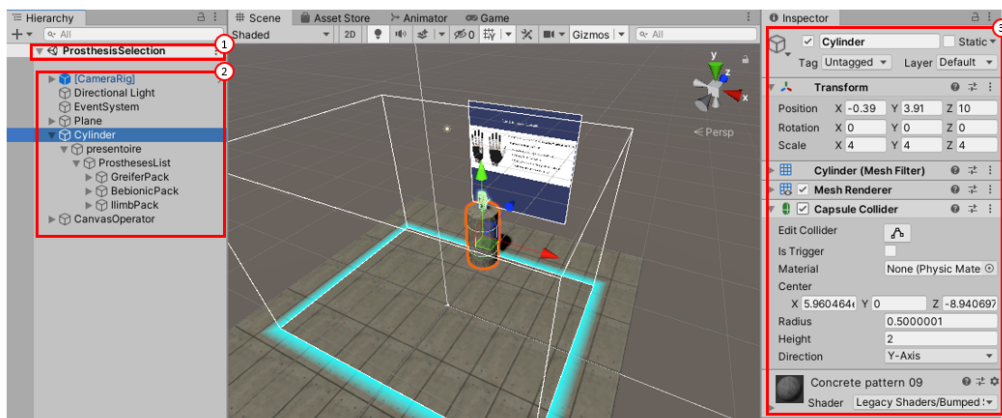 Hierarchy
All
ProsthesisSelection
1
2
[CameraRig]
Directional Light
EventSystem
Plane
Cylinder
presentoire
ProsthesesList
GreiferPack
BebionicPack
IlimbPack
CanvasOperator
Scene Asset Store Animator Game
Shaded 2D 0 Gizmos All
y
z
x
Persp
Inspector
3
Cylinder Static
Tag Untagged Layer Default
Transform
Position X -0.39 Y 3.91 Z 10
Rotation X 0 Y 0 Z 0
Scale X 4 Y 4 Z 4
Cylinder (Mesh Filter)
Mesh Renderer
Capsule Collider
Edit Collider
Is Trigger
Material None (Physic Mate
Center
X 5.960464 Y 0 Z -8.940697
Radius 0.5000001
Height 2
Direction Y-Axis
Concrete pattern 09
Shader Legacy Shaders/Bumped